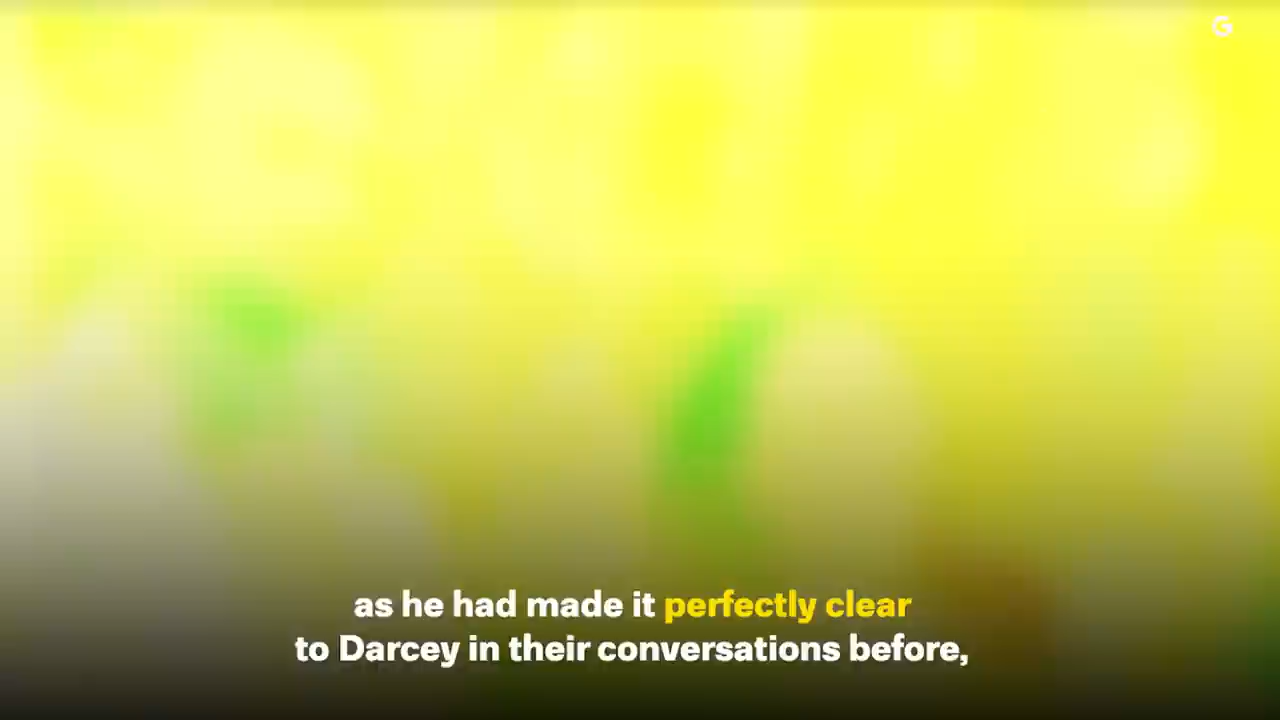 G
as he had made it perfectly clear
to Darcey in their conversations before,